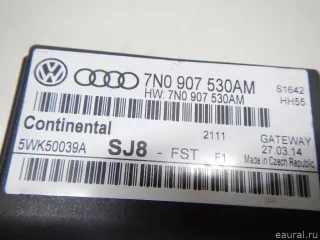 7N0 907 530AM
HW: 7N0 907 530AM
S1642
HH55
Continental
2111
GATEWAY
5WK50039A
SJ8 - FST - F1
27.03.14
Made in Czech Republic
© eaural.ru